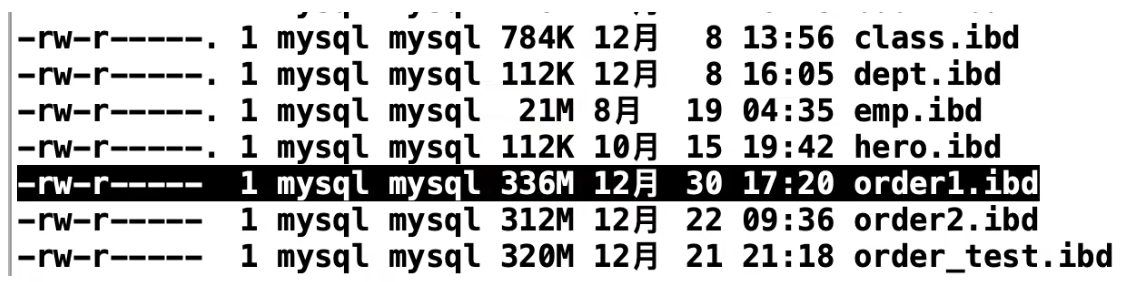 -rw-r-----. 1 mysql mysql 784K 12月   8 13:56 class.ibd
-rw-r-----. 1 mysql mysql 112K 12月   8 16:05 dept.ibd
-rw-r-----. 1 mysql mysql  21M 8月   19 04:35 emp.ibd
-rw-r-----. 1 mysql mysql 112K 10月  15 19:42 hero.ibd
-rw-r-----  1 mysql mysql 336M 12月  30 17:20 order1.ibd
-rw-r-----  1 mysql mysql 312M 12月  22 09:36 order2.ibd
-rw-r-----  1 mysql mysql 320M 12月  21 21:18 order_test.ibd